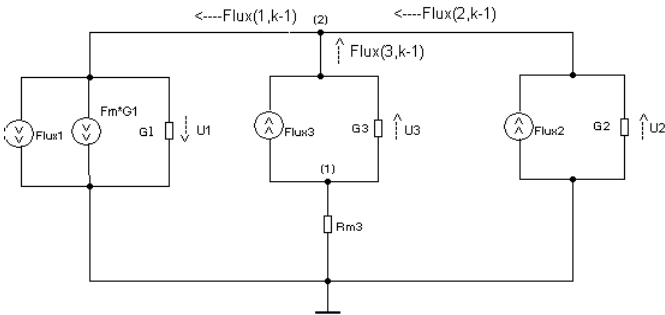 <----Flux(1,k-1)
(2)
<----Flux(2,k-1)
Flux(3,k-1)
Flux1
Fm*G1
G1
U1
Flux3
G3
U3
Flux2
G2
U2
(1)
Rm3